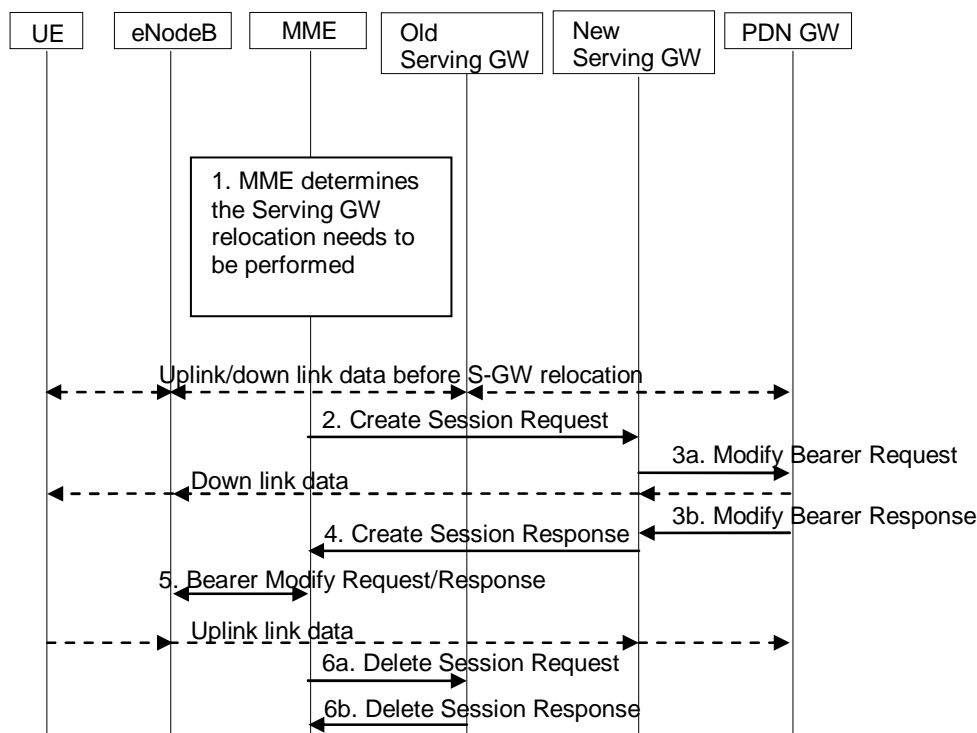 UE
eNodeB
MME
Old
Serving GW
New
Serving GW
PDN GW
1. MME determines
the Serving GW
relocation needs to
be performed
Uplink/down link data before S-GW relocation
2. Create Session Request
3a. Modify Bearer Request
Down link data
3b. Modify Bearer Response
4. Create Session Response
5. Bearer Modify Request/Response
Uplink link data
6a. Delete Session Request
6b. Delete Session Response